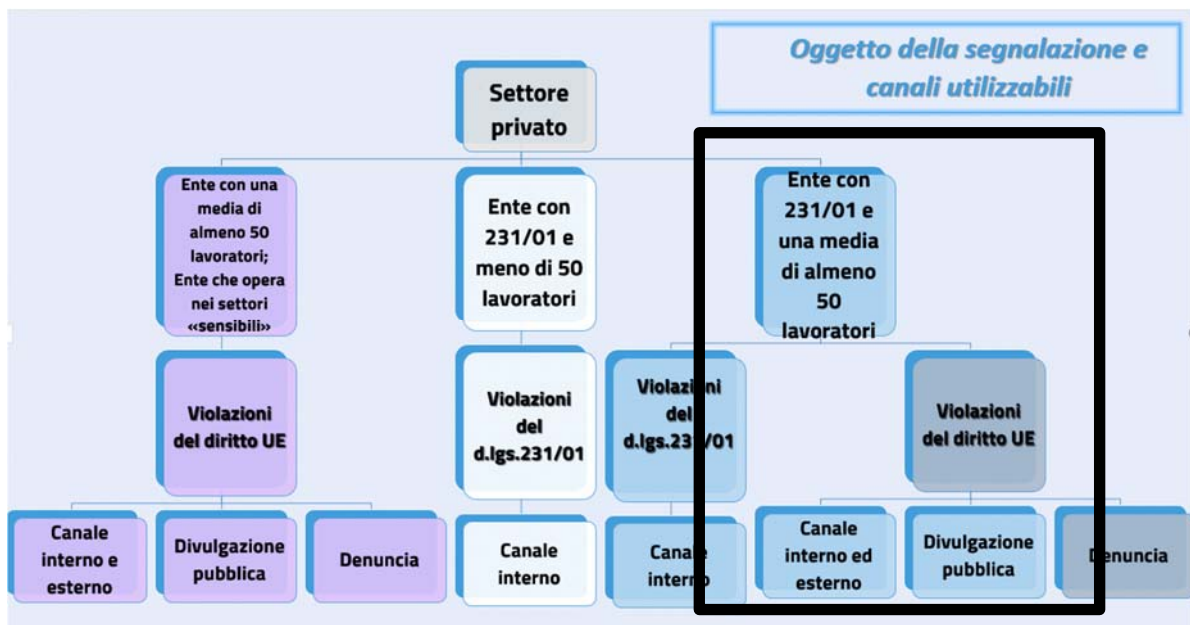 Oggetto della segnalazione e
canali utilizzabili
Settore
privato
Ente con una
media di
almeno 50
lavoratori;
Ente che opera
nei settori
«sensibili»
Ente con
231/01 e
meno di 50
lavoratori
Ente con
231/01 e
una media
di almeno
50
lavoratori
Violazioni
del diritto UE
Violazioni
del
d.lgs.231/01
Violazioni
del
d.lgs.231/01
Violazioni
del diritto UE
Canale
interno e
esterno
Divulgazione
pubblica
Denuncia
Canale
interno
Canale
interno
Canale
interno ed
esterno
Divulgazione
pubblica
Denuncia